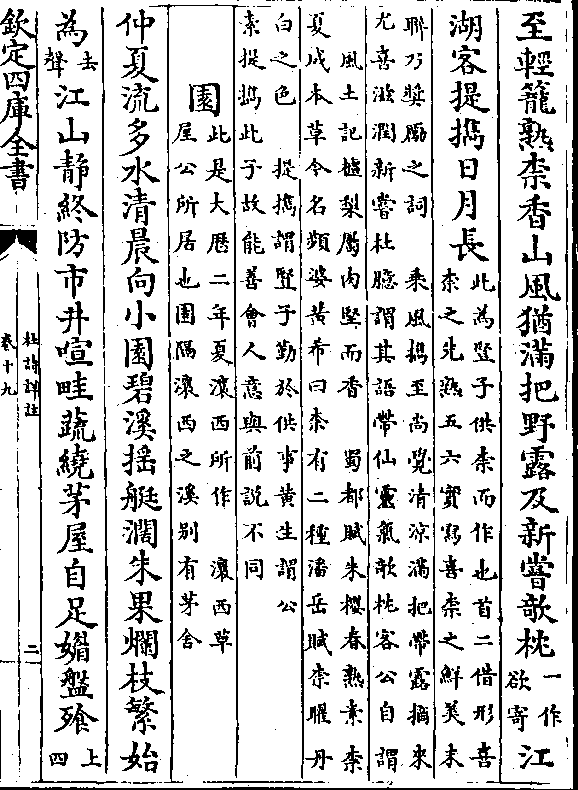 至輕籠熟柰香山風猶滿把野露及新嘗欹枕一作欲寄江
湖客提攜日月長此為豎子供柰而作也首二借形喜
柰之先熟五六實寫喜柰之鮮美末
聯乃獎勵之詞 乘風攜至尚覺清涼滿把帶露摘來
尤喜滋潤新嘗杜臆謂其語帶仙靈氣欹枕客公自謂
風土記樝梨屬肉堅而香 蜀都賦朱櫻春熟素柰
夏成本草今名頻婆黄希曰柰有二種潘岳賦柰曜丹
白之色 提攜謂豎子勤於供事黄生謂公
素提攜此子故能善會人意與前説不同
園此是大厯二年夏瀼西所作 瀼西草
屋公所居也園隔瀼西之溪别有茅舍
仲夏流多水清晨向小園碧溪搖艇濶朱果爛枝繁始
為去聲江山静終防市井喧畦蔬繞茅屋自足媚盤飱上四
欽定四庫全書
杜詩詳註
卷十九
二